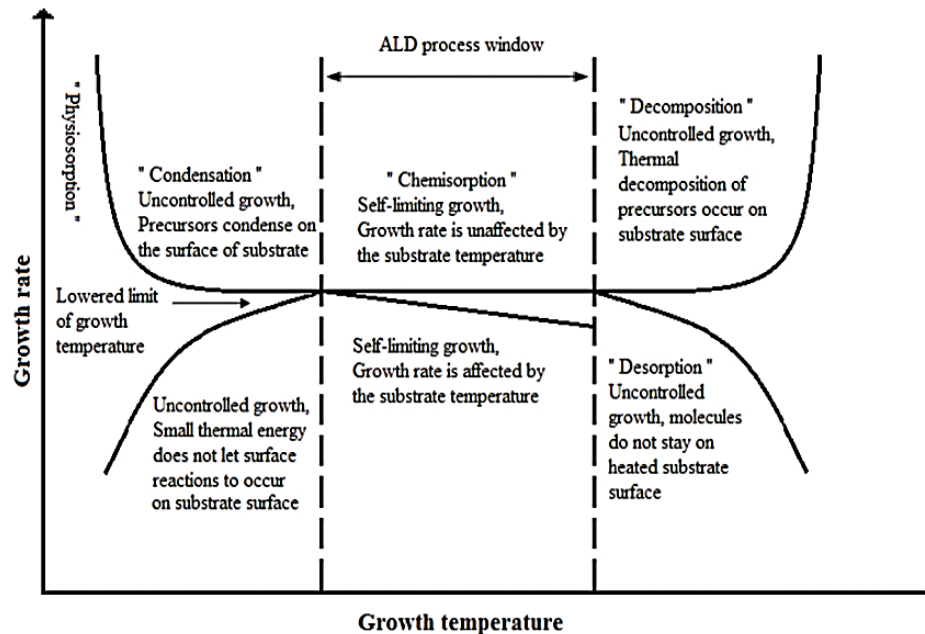 ALD process window
" Physiosorption "
" Condensation "
Uncontrolled growth,
Precursors condense on
the surface of substrate
" Chemisorption "
Self-limiting growth,
Growth rate is unaffected by
the substrate temperature
" Decomposition "
Uncontrolled growth,
Thermal
decomposition of
precursors occur on
substrate surface
Lowered limit
of growth
temperature
Uncontrolled growth,
Small thermal energy
does not let surface
reactions to occur
on substrate surface
Self-limiting growth,
Growth rate is affected by
the substrate temperature
" Desorption "
Uncontrolled
growth, molecules
do not stay on
heated substrate
surface
Growth rate
Growth temperature